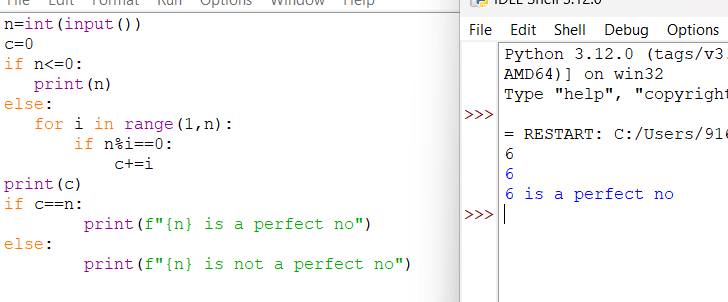 File Edit Format Run Options Window Help
n=int(input())
c=0
if n<=0:
print(n)
else:
for i in range(1,n):
if n%i==0:
c+=i
print(c)
if c==n:
print(f"{n} is a perfect no")
else:
print(f"{n} is not a perfect no")
IDLE Shell 3.12.0
File Edit Shell Debug Options
Python 3.12.0 (tags/v3.
AMD64)] on win32
Type "help", "copyright
>>>
= RESTART: C:/Users/916
6
6
6 is a perfect no
>>>